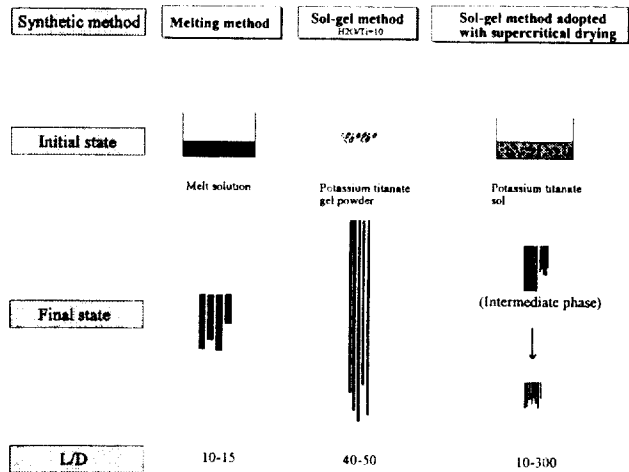 Synthetic method
Melting method
Sol-gel method
H2O/Ti=10
Sol-gel method adopted
with supercritical drying
Initial state
Melt solution
Potassium titanate
gel powder
Potassium titanate
sol
Final state
(Intermediate phase)
L/D
10-15
40-50
10-300